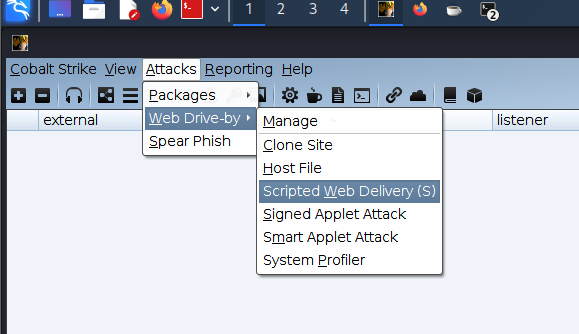 1 2 3 4 2
Cobalt Strike View Attacks Reporting Help
Packages
Web Drive-by
Spear Phish
external
listener
Manage
Clone Site
Host File
Scripted Web Delivery (S)
Signed Applet Attack
Smart Applet Attack
System Profiler